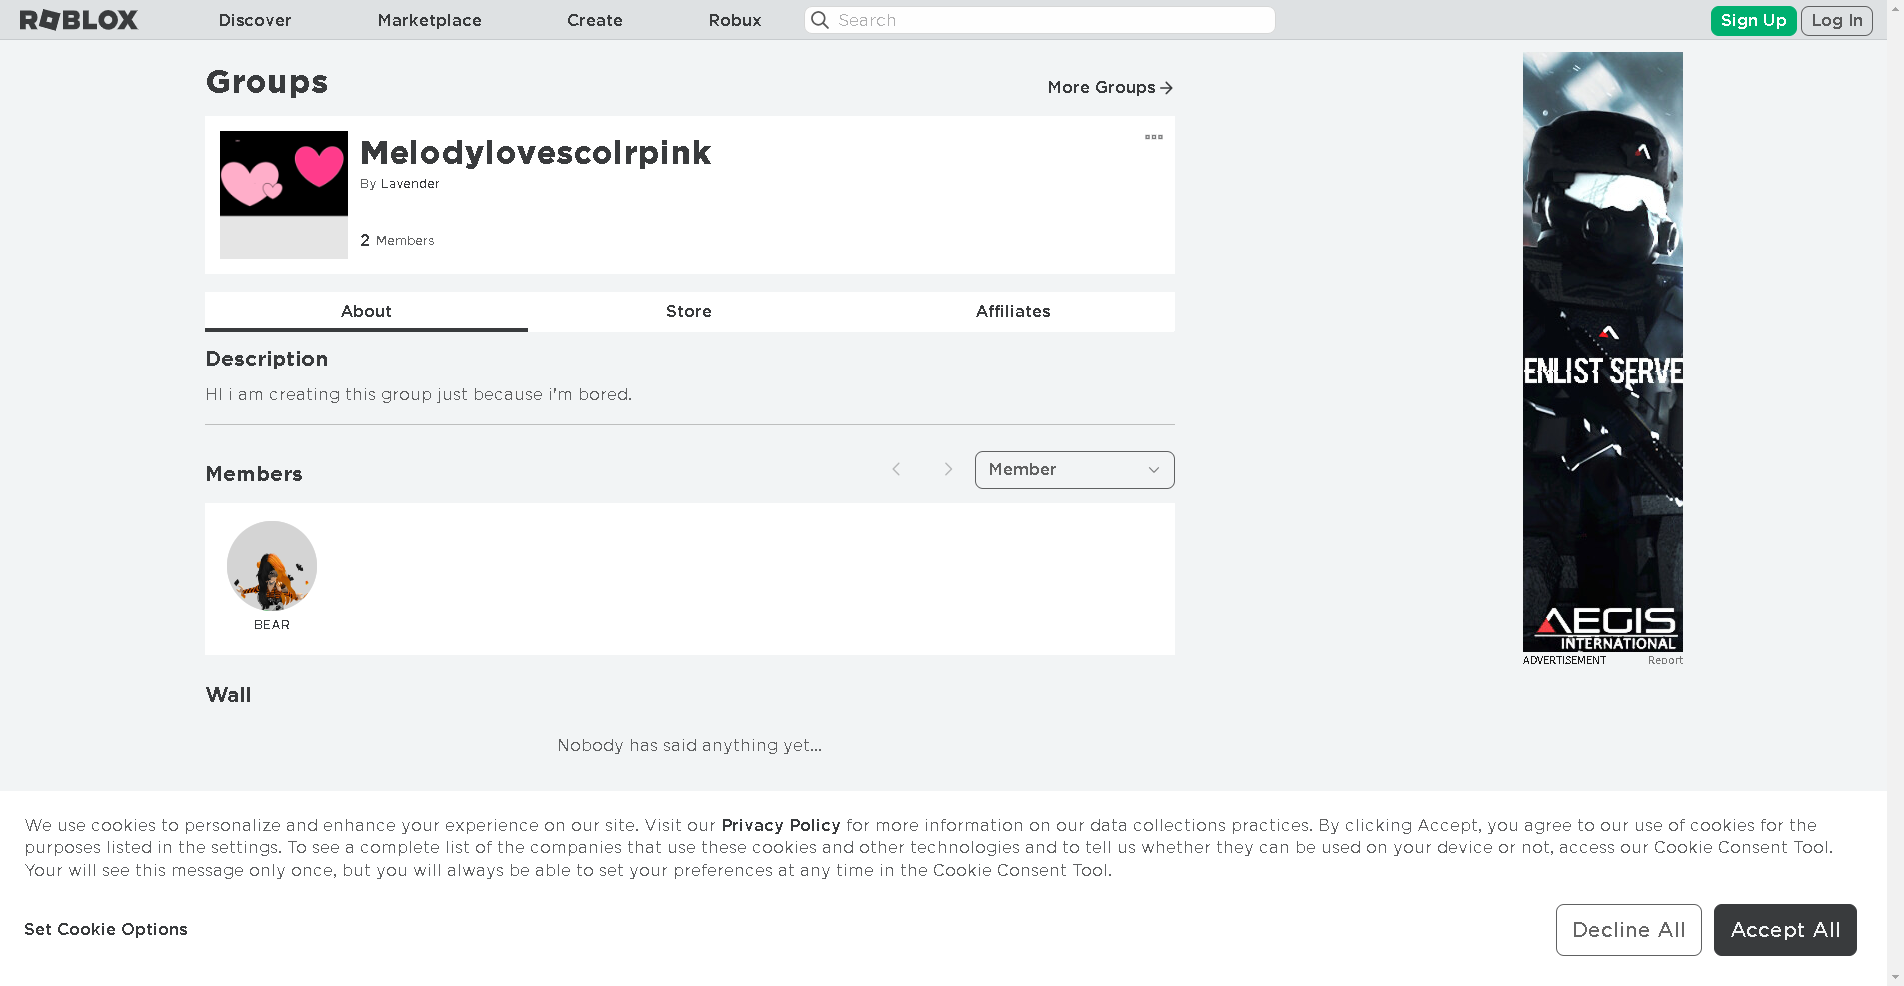 ROBLOX Discover Marketplace Create Robux Search Sign Up Log In
Groups
More Groups
Melodylovescolrpink
By Lavender
2 Members
About Store Affiliates
Description
HI i am creating this group just because i'm bored.
Members
Member
BEAR
Wall
Nobody has said anything yet...
ENLIST SERVE
AEGIS
INTERNATIONAL
ADVERTISEMENT Report
We use cookies to personalize and enhance your experience on our site. Visit our Privacy Policy for more information on our data collections practices. By clicking Accept, you agree to our use of cookies for the
purposes listed in the settings. To see a complete list of the companies that use these cookies and other technologies and to tell us whether they can be used on your device or not, access our Cookie Consent Tool.
Your will see this message only once, but you will always be able to set your preferences at any time in the Cookie Consent Tool.
Set Cookie Options
Decline All
Accept All